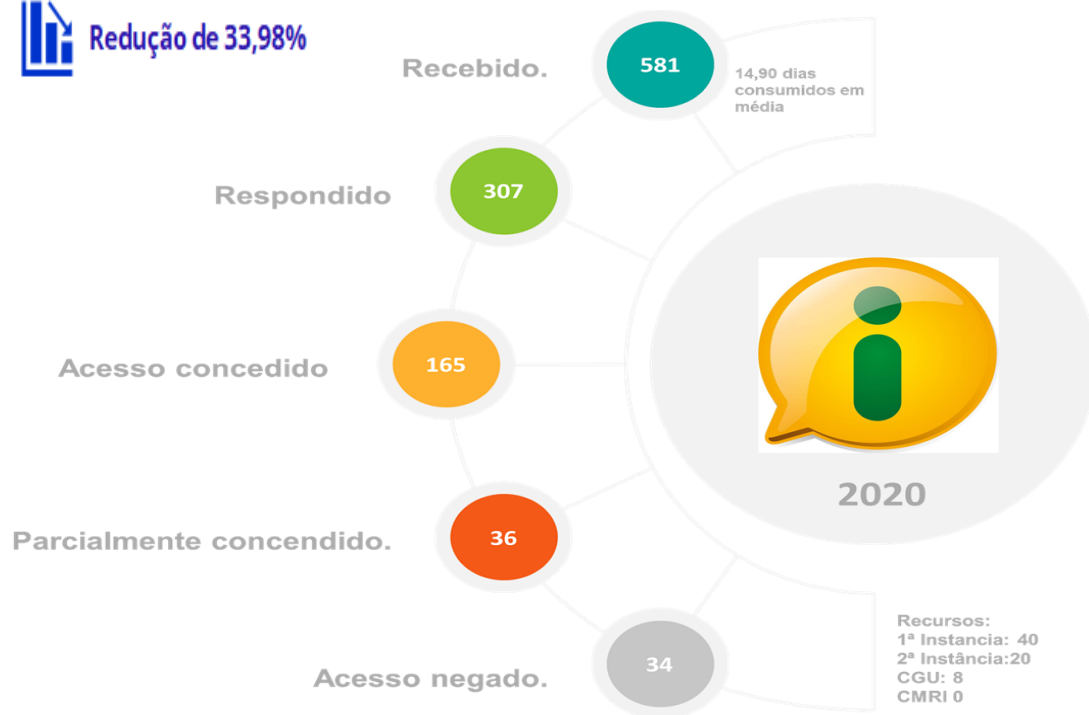 Redução de 33,98%
Recebido.
581
14,90 dias
consumidos em
média
Respondido
307
Acesso concedido
165
Parcialmente concendido.
36
Acesso negado.
34
2020
Recursos:
1ª Instancia: 40
2ª Instância:20
CGU: 8
CMRI 0